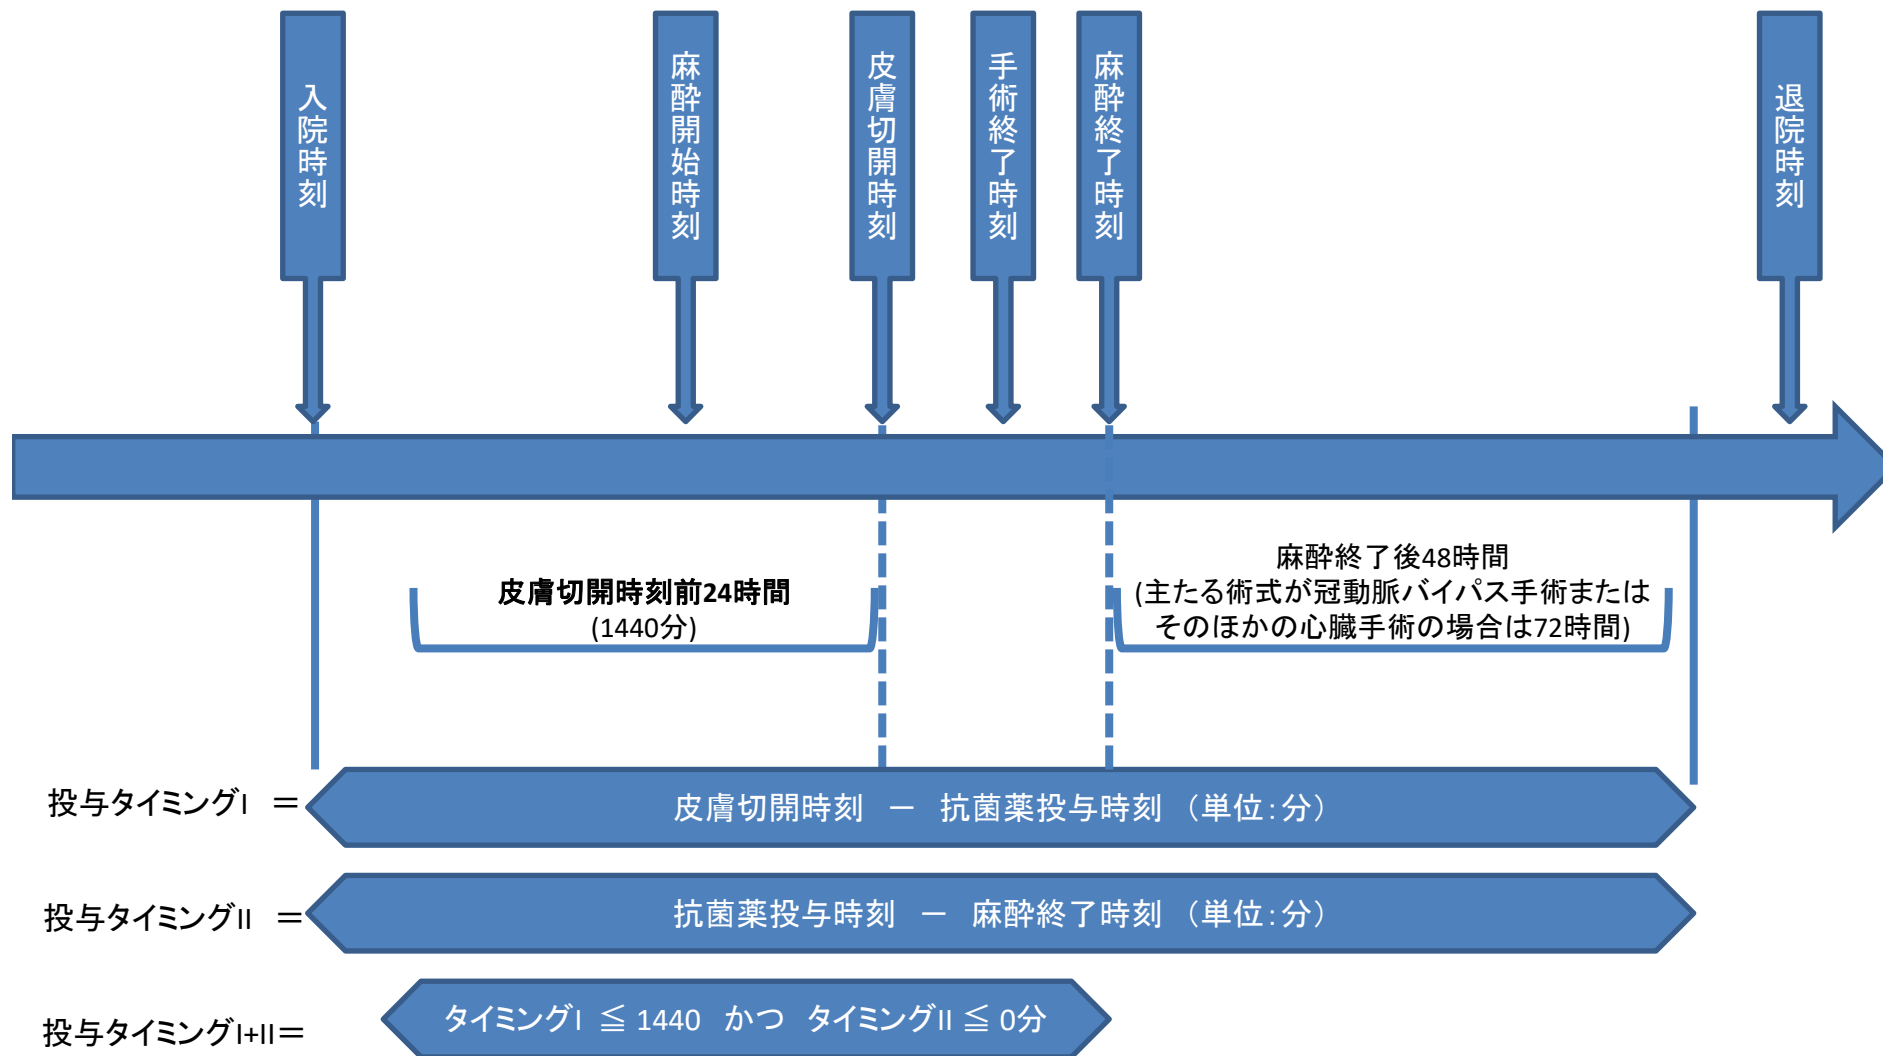 入院時刻
麻酔開始時刻
皮膚切開時刻
手術終了時刻
麻酔終了時刻
退院時刻
皮膚切開時刻前24時間
(1440分)
麻酔終了後48時間
(主たる術式が冠動脈バイパス手術または
そのほかの心臓手術の場合は72時間)
投与タイミングI ＝
皮膚切開時刻 － 抗菌薬投与時刻 （単位：分）
投与タイミングII ＝
抗菌薬投与時刻 － 麻酔終了時刻 （単位：分）
投与タイミングI+II＝
タイミングI ≦ 1440 かつ タイミングII ≦ 0分